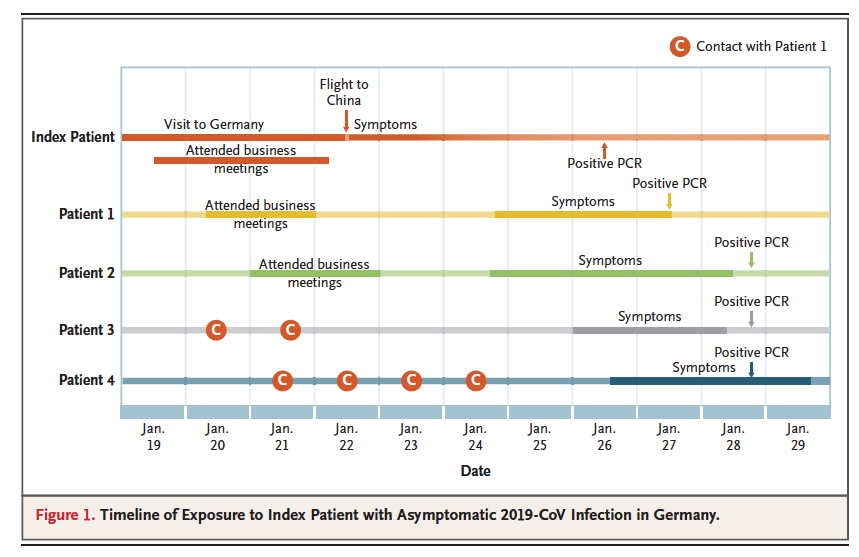 C Contact with Patient 1
Flight to
China
Visit to Germany
Symptoms
Index Patient
Attended business
meetings
Positive PCR
Positive PCR
Attended business
meetings
Symptoms
Patient 1
Positive PCR
Attended business
meetings
Symptoms
Patient 2
Positive PCR
Symptoms
Patient 3
C C
Positive PCR
Symptoms
Patient 4
C C C C
Jan. Jan. Jan. Jan. Jan. Jan. Jan. Jan. Jan. Jan. Jan.
19 20 21 22 23 24 25 26 27 28 29
Date
Figure 1. Timeline of Exposure to Index Patient with Asymptomatic 2019-CoV Infection in Germany.